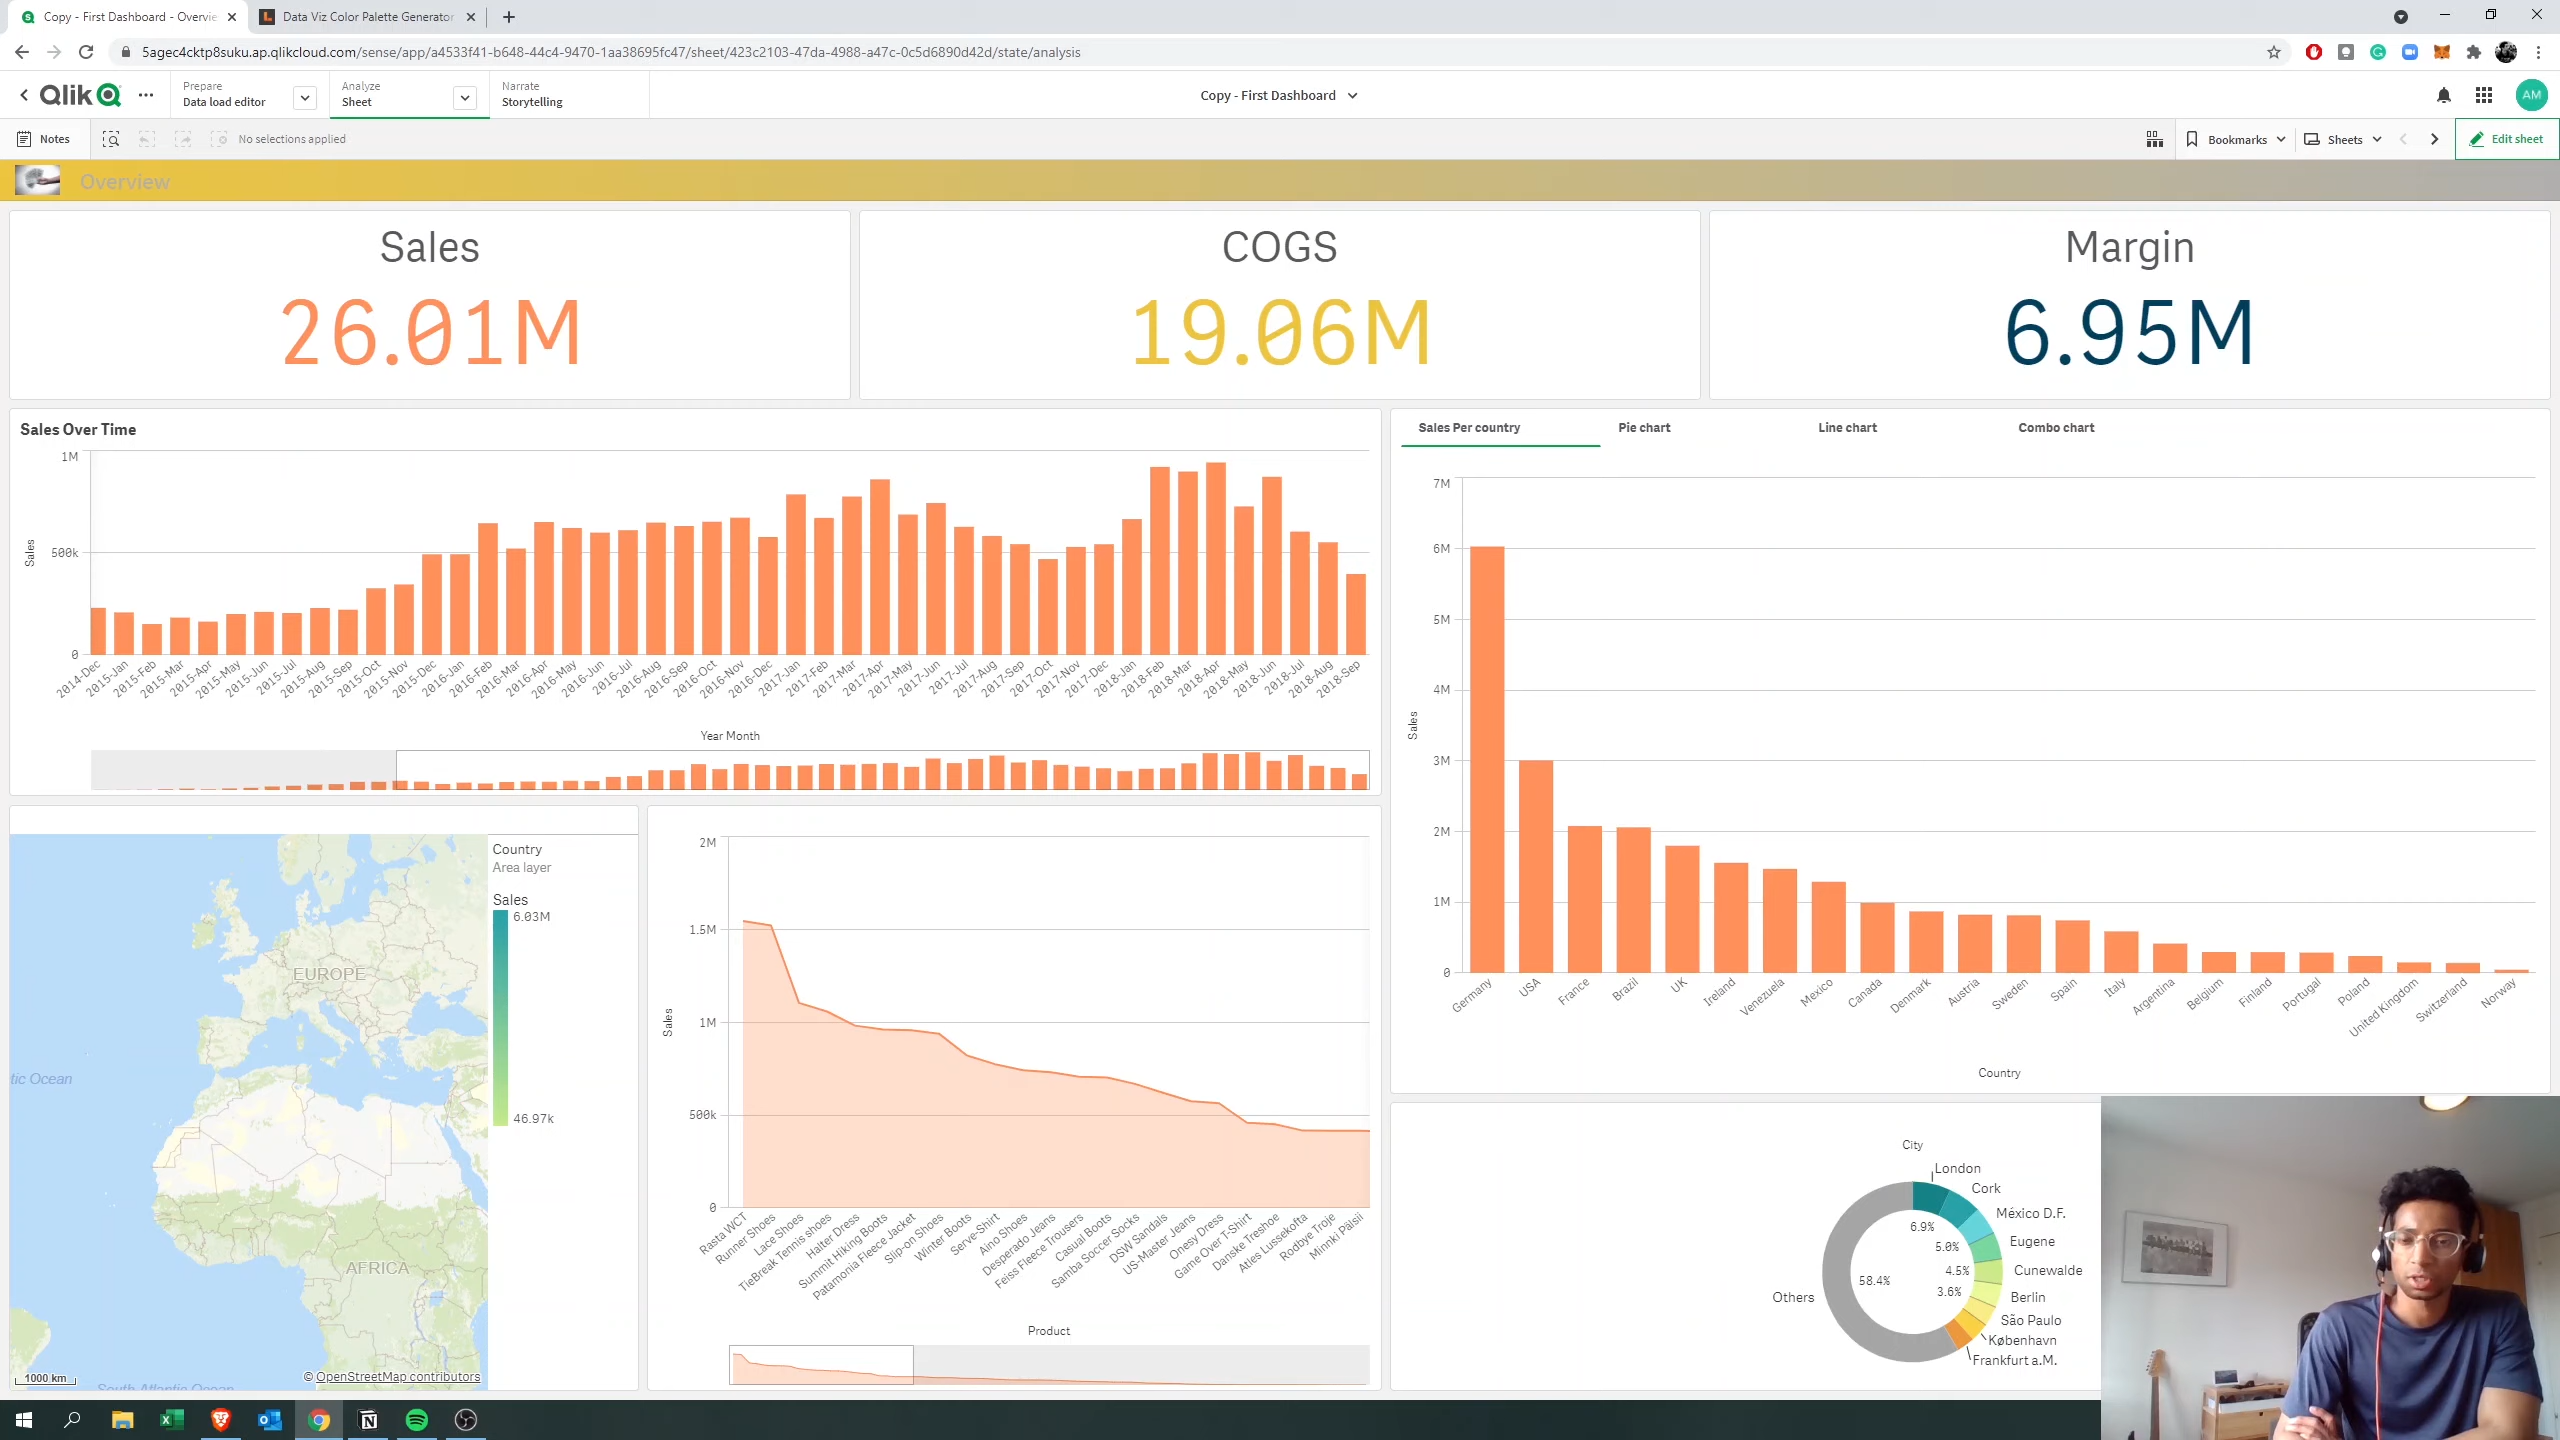 Copy - First Dashboard - Overvie
Data Viz Color Palette Generator
5agec4cktp8suku.ap.qlikcloud.com/sense/app/a4533f41-b648-44c4-9470-1aa38695fc47/sheet/423c2103-47da-4988-a47c-0c5d6890d42d/state/analysis
Qlik
Prepare
Data load editor
Analyze
Sheet
Narrate
Storytelling
Copy - First Dashboard
AM
Notes
No selections applied
Bookmarks
Sheets
Edit sheet
Overview
Sales
26.01M
COGS
19.06M
Margin
6.95M
Sales Over Time
1M
500k
0
Sales
2014-Dec
2015-Jan
2015-Feb
2015-Mar
2015-Apr
2015-May
2015-Jun
2015-Jul
2015-Aug
2015-Sep
2015-Oct
2015-Nov
2015-Dec
2016-Jan
2016-Feb
2016-Mar
2016-Apr
2016-May
2016-Jun
2016-Jul
2016-Aug
2016-Sep
2016-Oct
2016-Nov
2016-Dec
2017-Jan
2017-Feb
2017-Mar
2017-Apr
2017-May
2017-Jun
2017-Jul
2017-Aug
2017-Sep
2017-Oct
2017-Nov
2017-Dec
2018-Jan
2018-Feb
2018-Mar
2018-Apr
2018-May
2018-Jun
2018-Jul
2018-Aug
2018-Sep
Year Month
Sales Per country
Pie chart
Line chart
Combo chart
7M
6M
5M
4M
3M
2M
1M
0
Sales
Germany
USA
France
Brazil
UK
Ireland
Venezuela
Mexico
Canada
Denmark
Austria
Sweden
Spain
Italy
Argentina
Belgium
Finland
Portugal
Poland
United Kingdom
Switzerland
Norway
Country
EUROPE
AFRICA
tic Ocean
South Atlantic Ocean
1000 km
© OpenStreetMap contributors
Country
Area layer
Sales
6.03M
46.97k
2M
1.5M
1M
500k
0
Sales
Rasta WCT
Runner Shoes
Lace Shoes
TieBreak Tennis shoes
Halter Dress
Summit Hiking Boots
Patamonia Fleece Jacket
Slip-on Shoes
Winter Boots
Serve-Shirt
Aino Shoes
Desperado Jeans
Feiss Fleece Trousers
Casual Boots
Samba Soccer Socks
DSW Sandals
US-Master Jeans
Onesy Dress
Game Over T-Shirt
Danske Treshoe
Atles Lussekofta
Rodbye Troje
Minnki Pälsii
Product
City
London
Cork
México D.F.
Eugene
Cunewalde
Berlin
São Paulo
København
Frankfurt a.M.
Others
6.9%
5.0%
4.5%
3.6%
58.4%